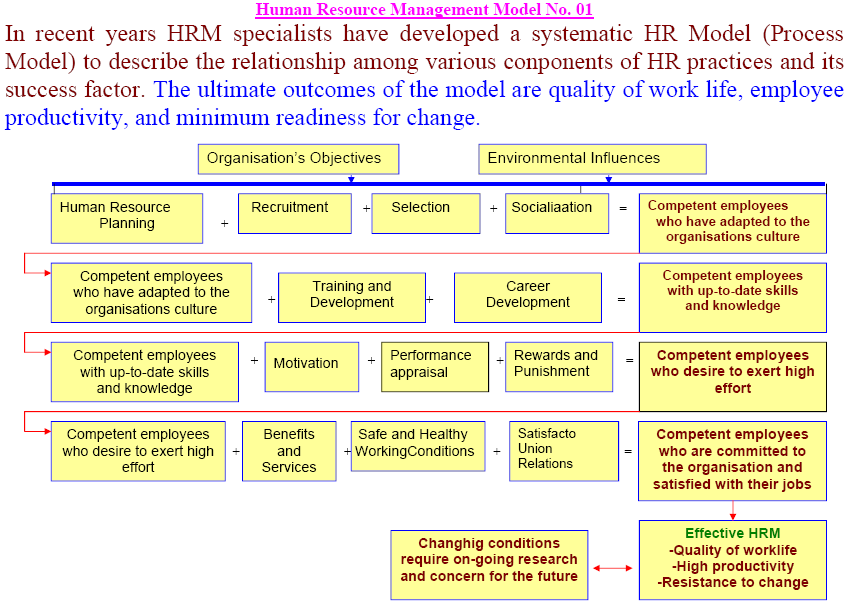 Human Resource Management Model No. 01
In recent years HRM specialists have developed a systematic HR Model (Process
Model) to describe the relationship among various conponents of HR practices and its
success factor. The ultimate outcomes of the model are quality of work life, employee
productivity, and minimum readiness for change.
Organisation's Objectives
Environmental Influences
Human Resource
Planning
+
Recruitment
+
Selection
+
Socialiaation
=
Competent employees
who have adapted to the
organisations culture
Competent employees
who have adapted to the
organisations culture
+
Training and
Development
+
Career
Development
=
Competent employees
with up-to-date skills
and knowledge
Competent employees
with up-to-date skills
and knowledge
+
Motivation
+
Performance
appraisal
+
Rewards and
Punishment
=
Competent employees
who desire to exert high
effort
Competent employees
who desire to exert high
effort
+
Benefits
and
Services
+
Safe and Healthy
WorkingConditions
+
Satisfacto
Union
Relations
=
Competent employees
who are committed to
the organisation and
satisfied with their jobs
Changhig conditions
require on-going research
and concern for the future
Effective HRM
-Quality of worklife
-High productivity
-Resistance to change